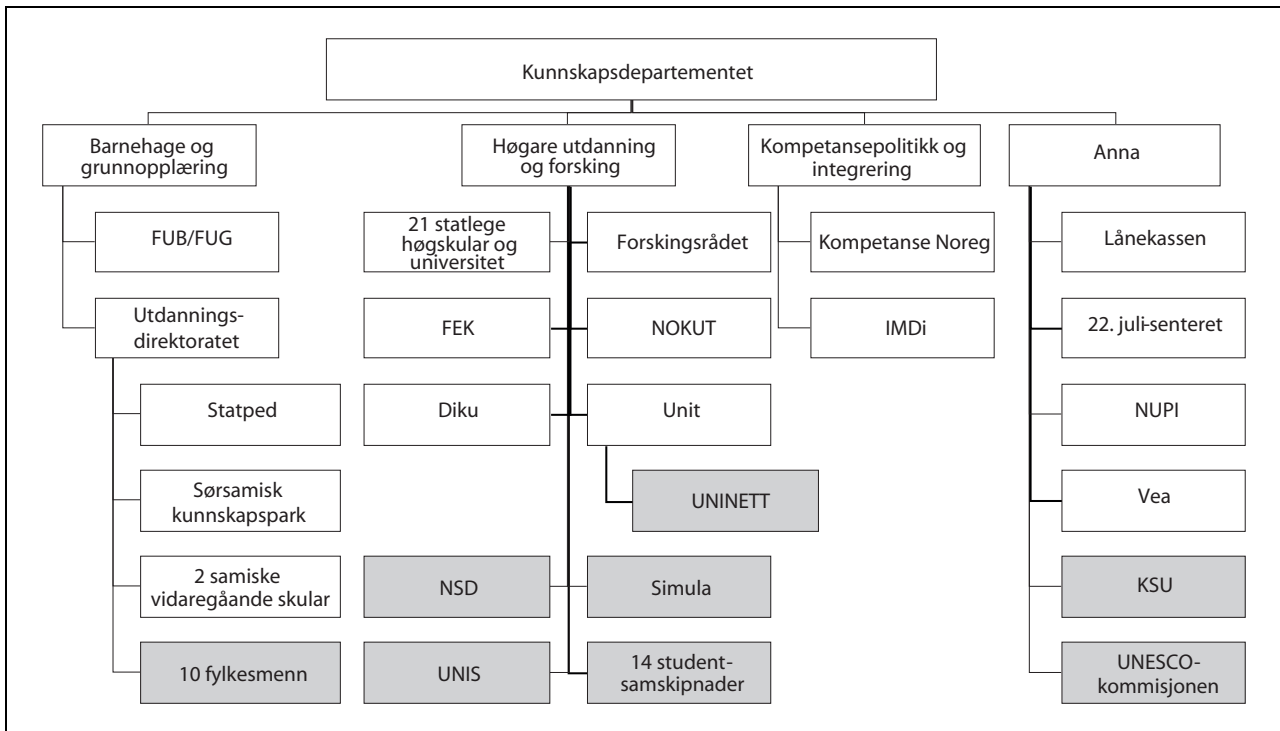 Kunnskapsdepartementet
Barnehage og
grunnopplæring
Høgare utdanning
og forsking
Kompetansepolitikk og
integrering
Anna
FUB/FUG
21 statlege
høgskular og
universitet
Forskingsrådet
Kompetanse Noreg
Lånekassen
Utdannings-
direktoratet
FEK
NOKUT
IMDi
22. juli-senteret
Statped
Diku
Unit
NUPI
Sørsamisk
kunnskapspark
UNINETT
Vea
2 samiske
vidaregåande skular
NSD
Simula
KSU
10 fylkesmenn
UNIS
14 student-
samskipnader
UNESCO-
kommisjonen